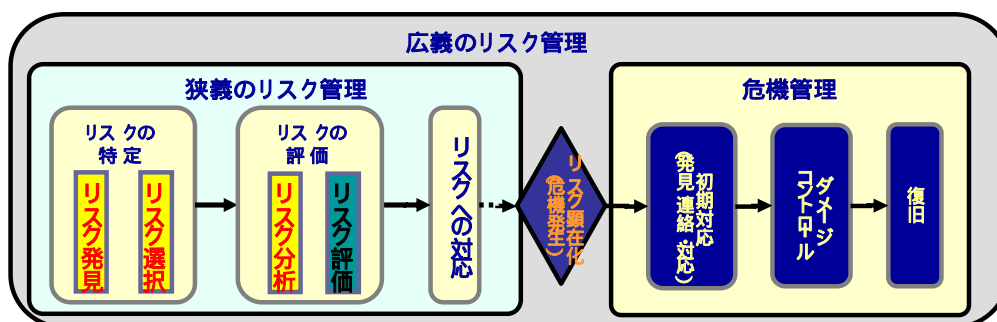 広義のリスク管理
狭義のリスク管理
リスクの
特定
リスク発見
リスク選択
リスクの
評価
リスク分析
リスク評価
リスクへの対応
リスク顕在化
(危機発生)
危機管理
初期対応
(発見・連絡・対応)
ダメージ
コントロール
復旧